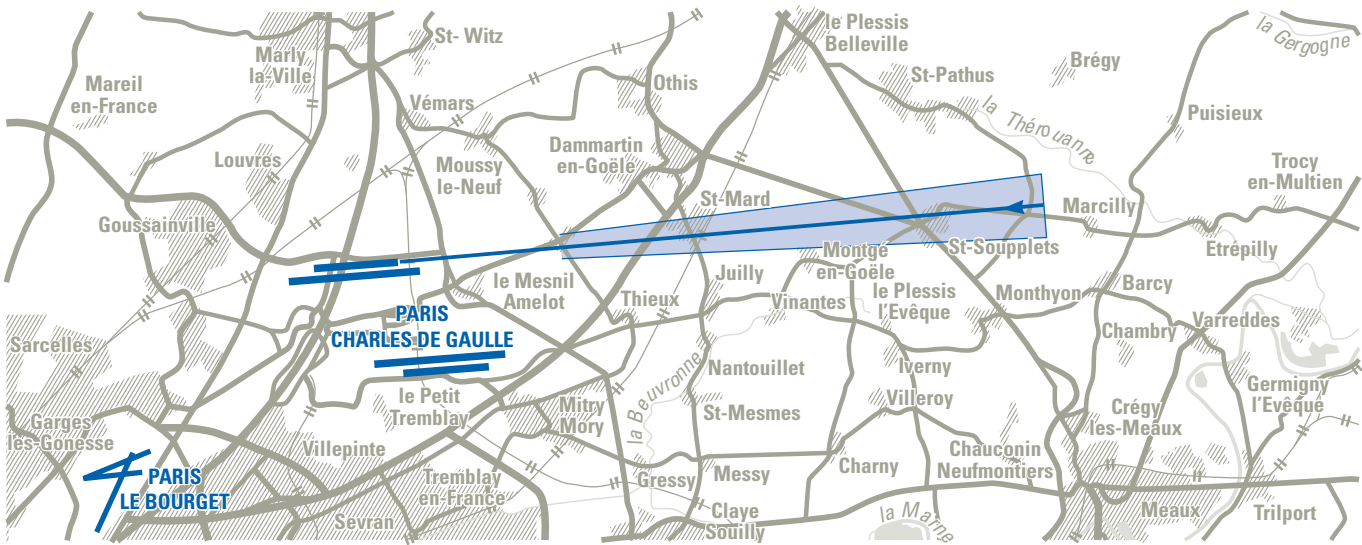 le Plessis
Belleville
la Gergogne
St- Witz
Marly
la-Ville
Mareil
en-France
Brégy
St-Pathus
Othis
Vémars
la Thérouanne
Puisieux
Louvres
Moussy
le-Neuf
Dammartin
en-Goële
Trocy
en-Multien
St-Mard
Marcilly
Goussainville
Etrépilly
St-Soupplets
Montgé
en-Goële
Juilly
le Mesnil
Amelot
Thieux
Vinantes
le Plessis
l'Evêque
Monthyon
Barcy
PARIS
CHARLES DE GAULLE
Varreddes
Chambry
Sarcelles
Nantouillet
Iverny
la Beuvronne
Germigny
l'Evêque
le Petit
Tremblay
Mitry
Mory
St-Mesmes
Villeroy
Crégy
les-Meaux
Garges
lès-Gonesse
Villepinte
Chauconin
Neufmontiers
PARIS
LE BOURGET
Tremblay
en-France
Gressy
Messy
Charny
Sevran
Claye
Souilly
la Marne
Meaux
Trilport